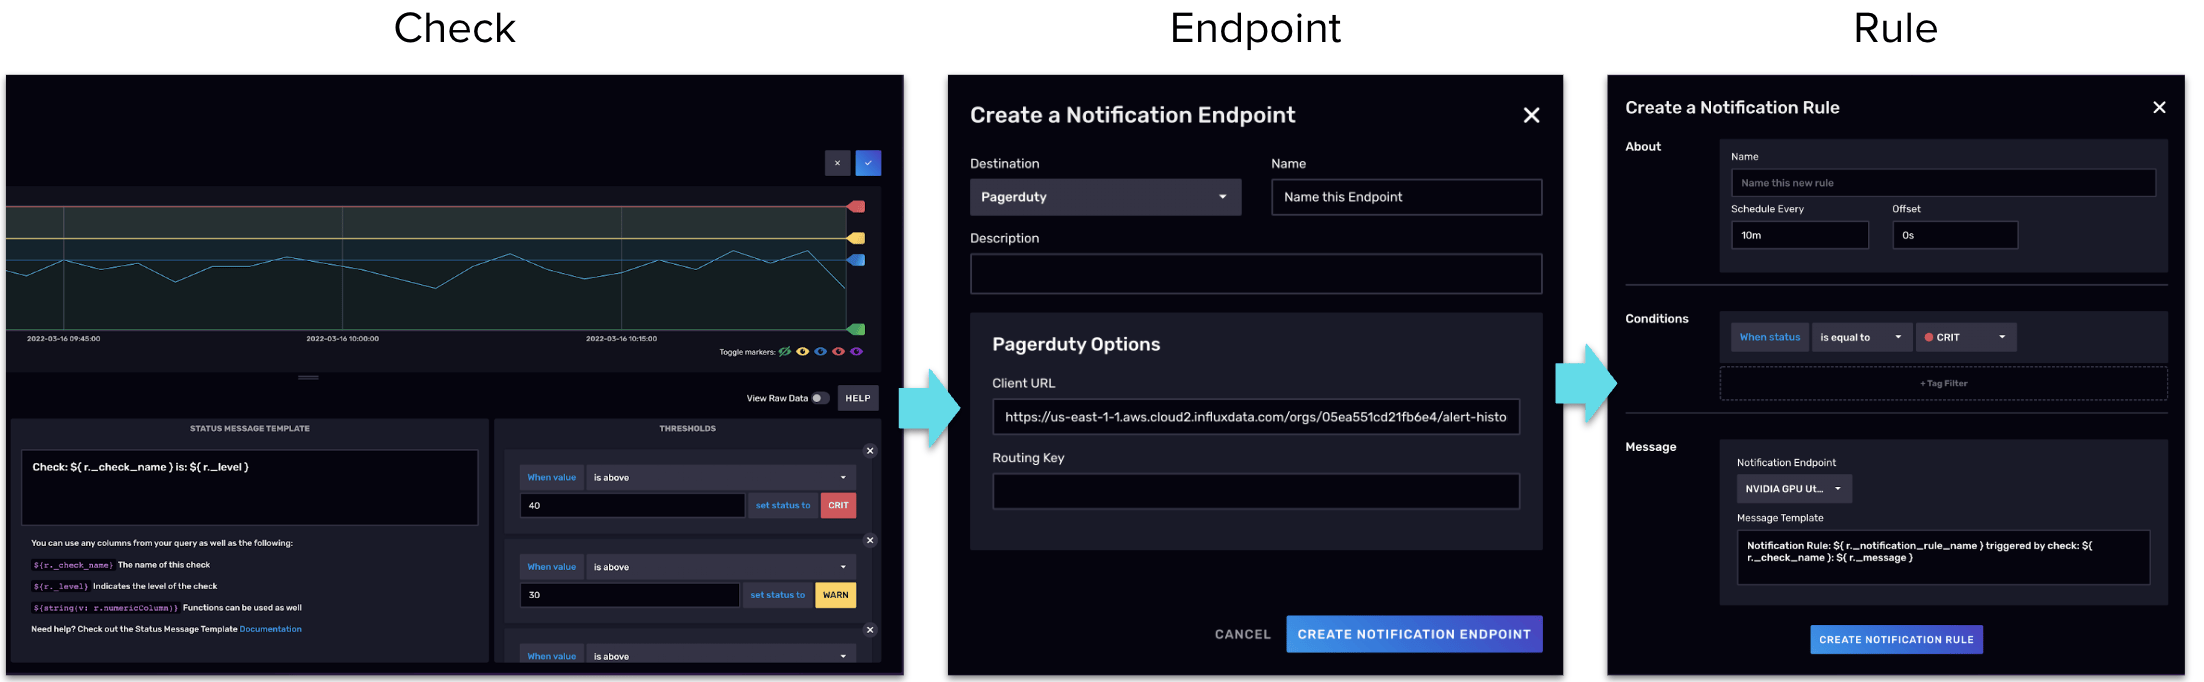 Check
Endpoint
Rule
2022-03-16 09:45:00
2022-03-16 10:00:00
2022-03-16 10:15:00
Toggle markers:
View Raw Data
HELP
STATUS MESSAGE TEMPLATE
Check: ${ r._check_name } is: ${ r._level }
You can use any columns from your query as well as the following:
${r._check_name} The name of this check
${r._level} Indicates the level of the check
${string(v: r.numericColumn)} Functions can be used as well
Need help? Check out the Status Message Template Documentation
THRESHOLDS
When value is above
40 set status to CRIT
When value is above
30 set status to WARN
When value is above
Create a Notification Endpoint
Destination
Pagerduty
Name
Name this Endpoint
Description
Pagerduty Options
Client URL
https://us-east-1-1.aws.cloud2.influxdata.com/orgs/05ea551cd21fb6e4/alert-histo
Routing Key
CANCEL
CREATE NOTIFICATION ENDPOINT
Create a Notification Rule
About
Name
Name this new rule
Schedule Every
10m
Offset
0s
Conditions
When status is equal to CRIT
+ Tag Filter
Message
Notification Endpoint
NVIDIA GPU Ut...
Message Template
Notification Rule: ${ r._notification_rule_name } triggered by check: ${
r._check_name }: ${ r._message }
CREATE NOTIFICATION RULE